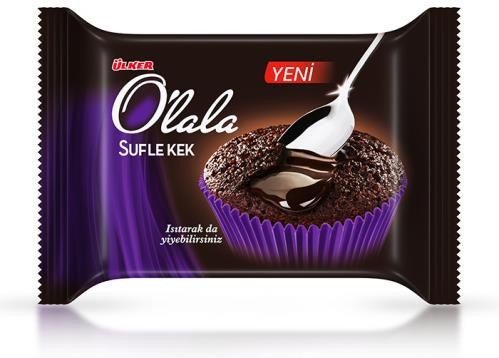 ÜLKER
YENİ
O'lala
SUFLE KEK
Isıtarak da
yiyebilirsiniz